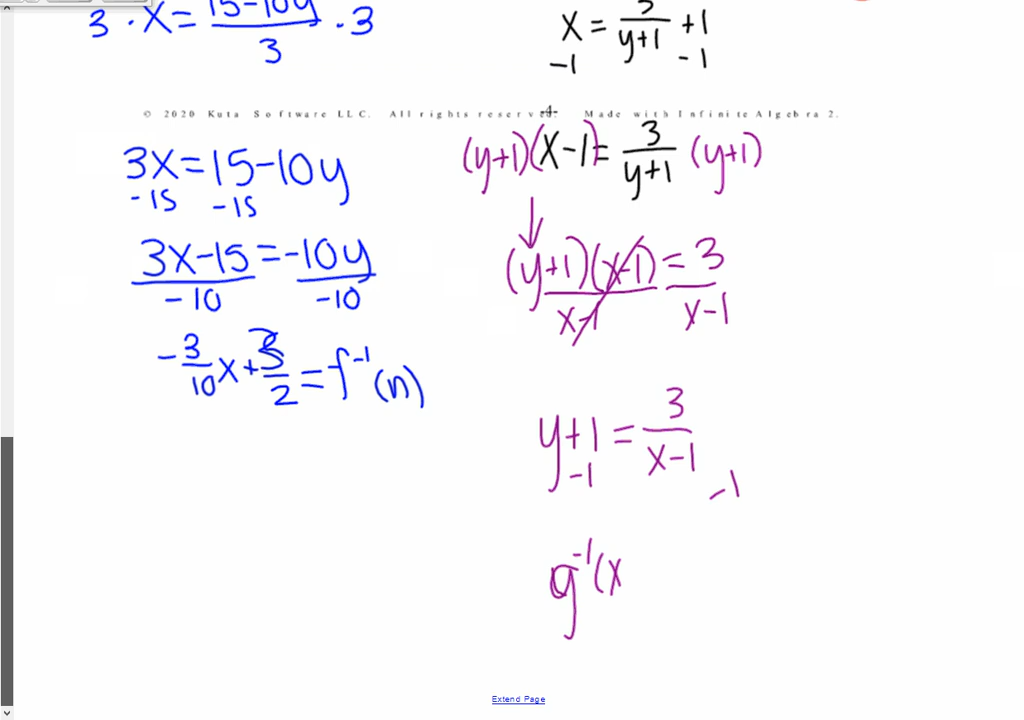 3 · x = 15-10y/3 · 3
x = 3/y+1 + 1
-1 -1
© 2020 Kuta Software LLC. All rights reserved. -4- Made with Infinite Algebra 2.
3x = 15-10y
-15 -15
3x-15 = -10y
-10 -10
-3/10 x + 3/2 = f⁻¹(n)
(y+1)(x-1) = 3/y+1 (y+1)
(y+1)(x-1) = 3
x-1 x-1
y+1 = 3/x-1
-1 -1
g⁻¹(x
Extend Page